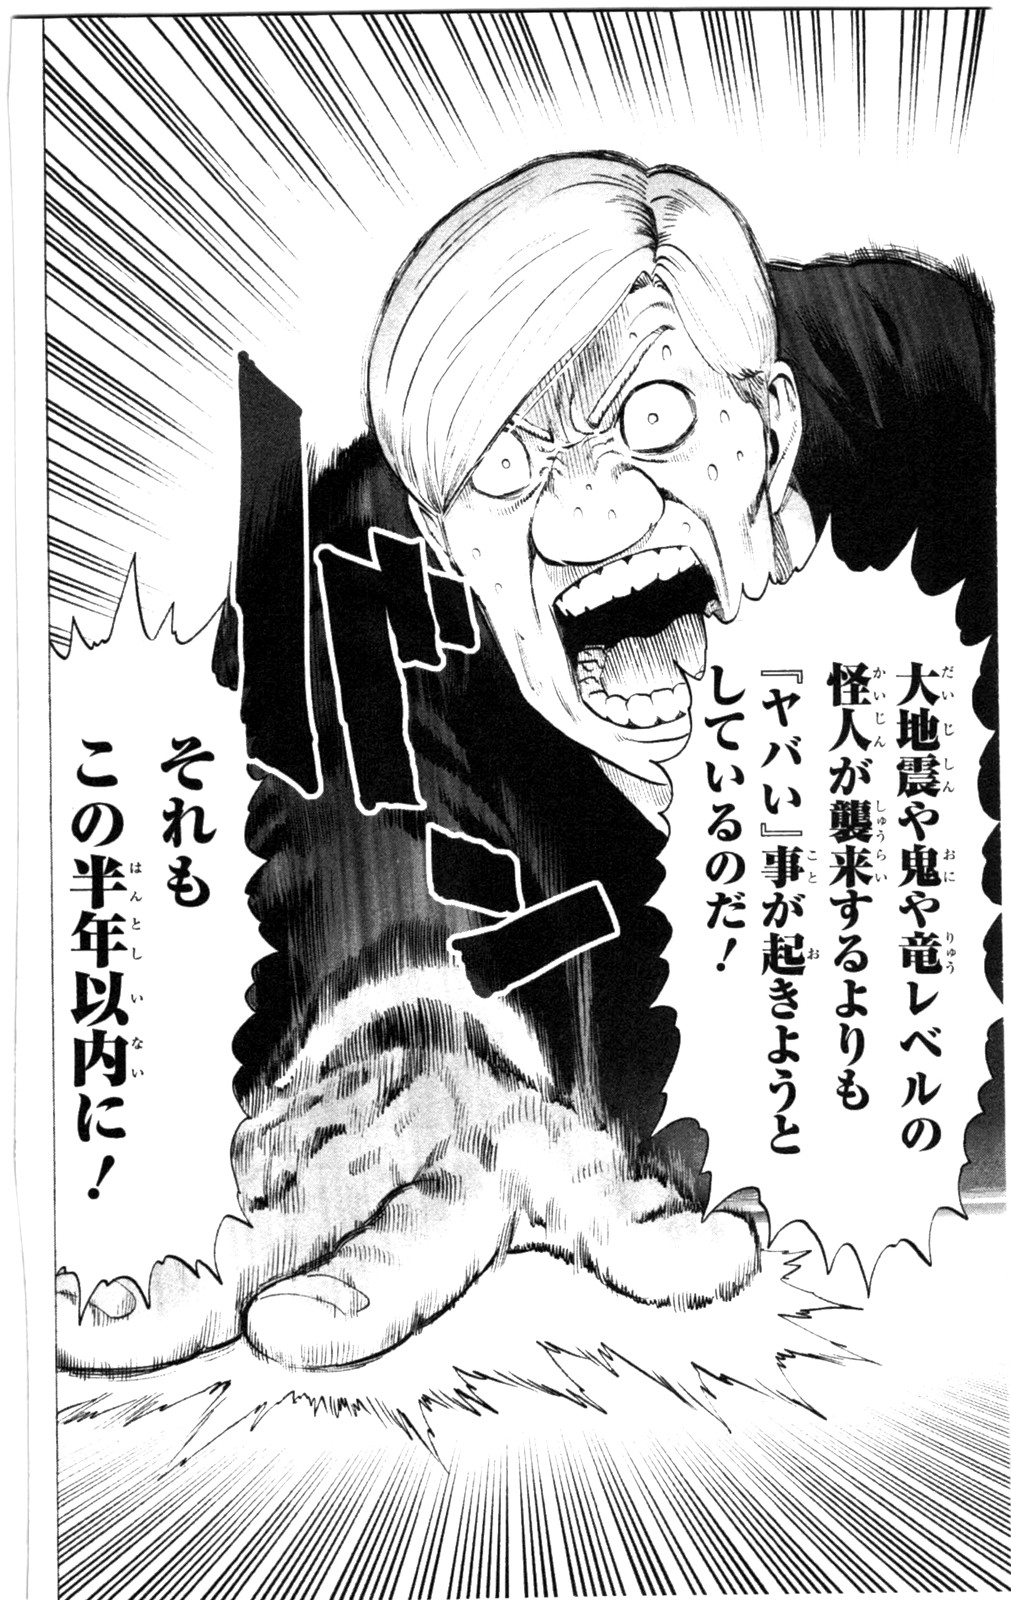 大地震や鬼や竜レベルの
怪人が襲来するよりも
『ヤバい』事が起きようと
しているのだ！
それも
この半年以内に！
ドン